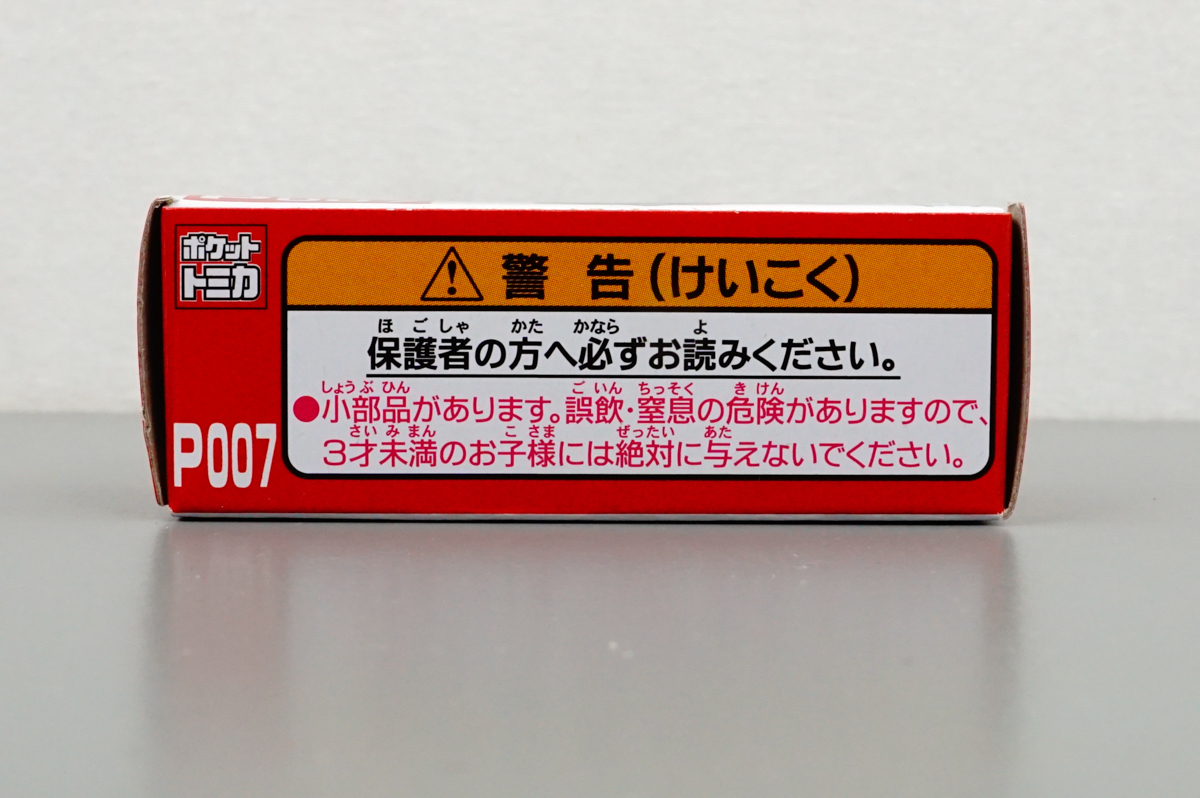 ポケット
トミカ
P007
警告(けいこく)
ほごしゃ かた かなら よ
保護者の方へ必ずお読みください。
しょうぶひん ごいん ちっそく きけん
●小部品があります。誤飲・窒息の危険がありますので、
さいみまん こさま ぜったい あた
3才未満のお子様には絶対に与えないでください。